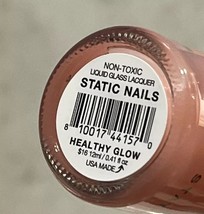 NON-TOXIC
LIQUID GLASS LACQUER
STATIC NAILS
8 10017 44157 0
HEALTHY GLOW
$16 12ml / 0.41 fl oz
USA MADE